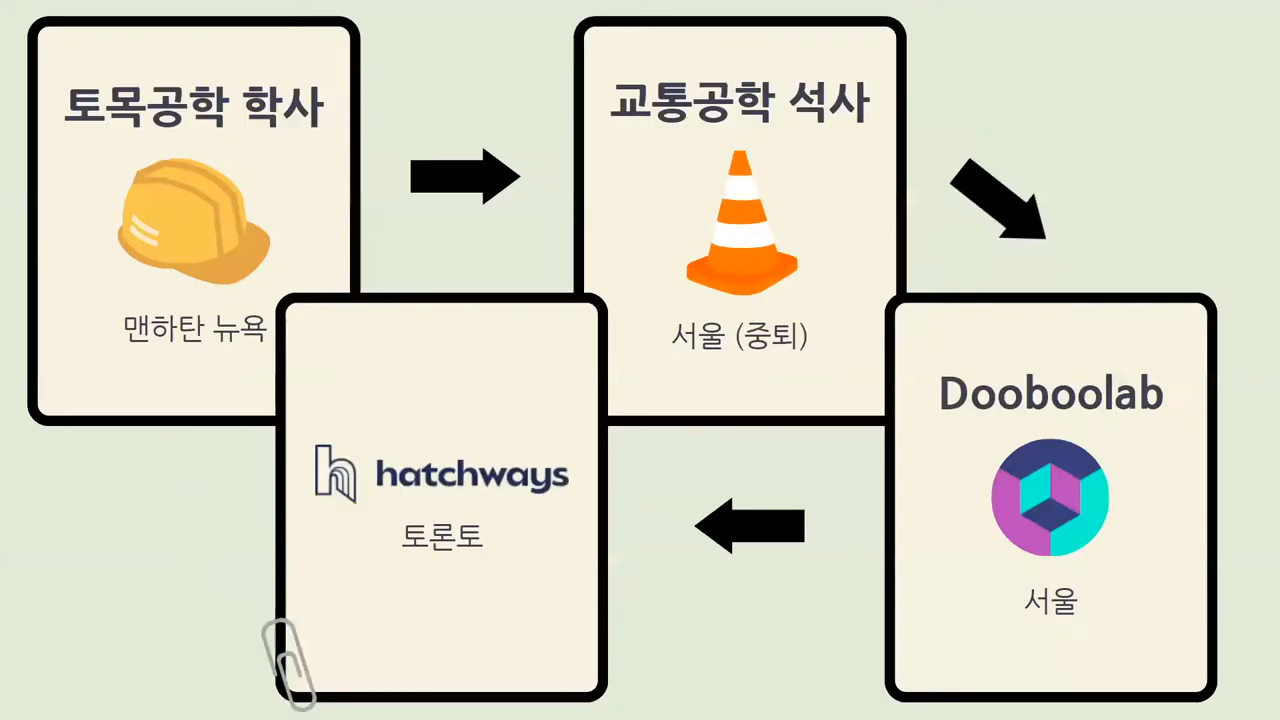 토목공학 학사
맨하탄 뉴욕
교통공학 석사
서울 (중퇴)
Dooboolab
서울
hatchways
토론토